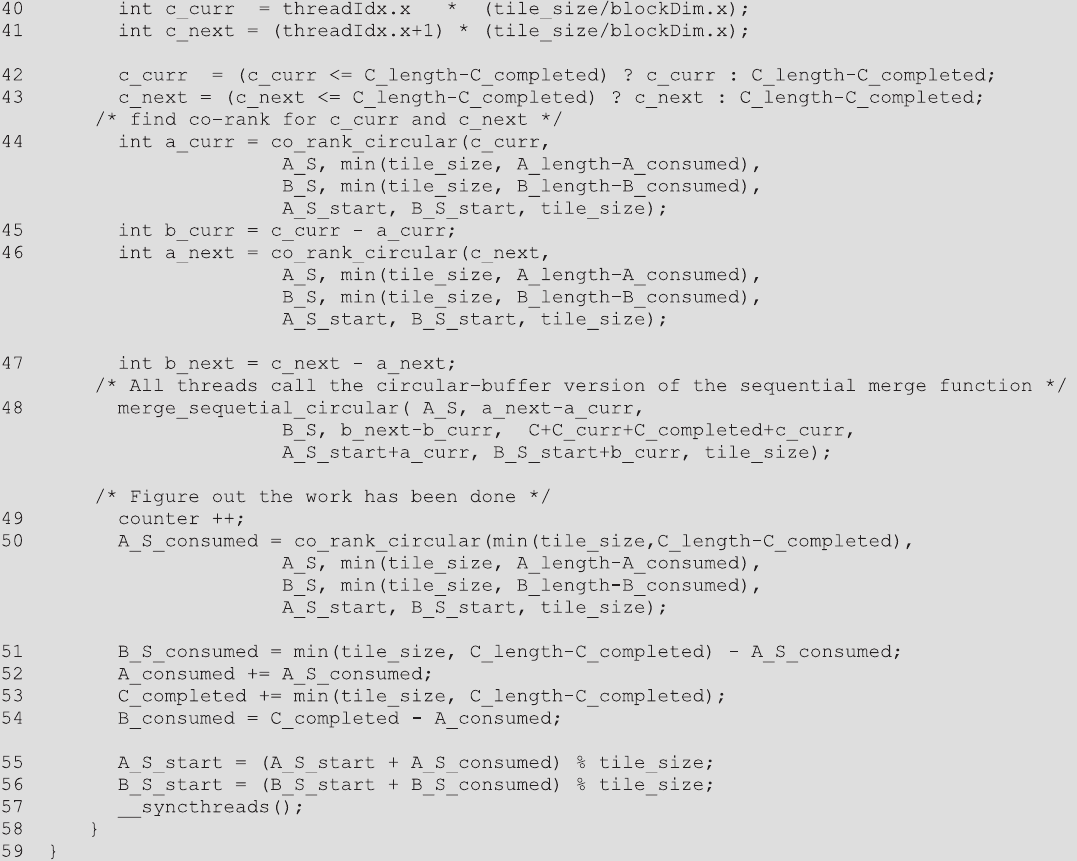 40 int c_curr = threadIdx.x * (tile_size/blockDim.x);
41 int c_next = (threadIdx.x+1) * (tile_size/blockDim.x);
42 c_curr = (c_curr <= C_length-C_completed) ? c_curr : C_length-C_completed;
43 c_next = (c_next <= C_length-C_completed) ? c_next : C_length-C_completed;
/* find co-rank for c_curr and c_next */
44 int a_curr = co_rank_circular(c_curr,
A_S, min(tile_size, A_length-A_consumed),
B_S, min(tile_size, B_length-B_consumed),
A_S_start, B_S_start, tile_size);
45 int b_curr = c_curr - a_curr;
46 int a_next = co_rank_circular(c_next,
A_S, min(tile_size, A_length-A_consumed),
B_S, min(tile_size, B_length-B_consumed),
A_S_start, B_S_start, tile_size);
47 int b_next = c_next - a_next;
/* All threads call the circular-buffer version of the sequential merge function */
48 merge_sequetial_circular( A_S, a_next-a_curr,
B_S, b_next-b_curr, C+C_curr+C_completed+c_curr,
A_S_start+a_curr, B_S_start+b_curr, tile_size);
/* Figure out the work has been done */
49 counter ++;
50 A_S_consumed = co_rank_circular(min(tile_size,C_length-C_completed),
A_S, min(tile_size, A_length-A_consumed),
B_S, min(tile_size, B_length-B_consumed),
A_S_start, B_S_start, tile_size);
51 B_S_consumed = min(tile_size, C_length-C_completed) - A_S_consumed;
52 A_consumed += A_S_consumed;
53 C_completed += min(tile_size, C_length-C_completed);
54 B_consumed = C_completed - A_consumed;
55 A_S_start = (A_S_start + A_S_consumed) % tile_size;
56 B_S_start = (B_S_start + B_S_consumed) % tile_size;
57 __syncthreads();
58 }
59 }